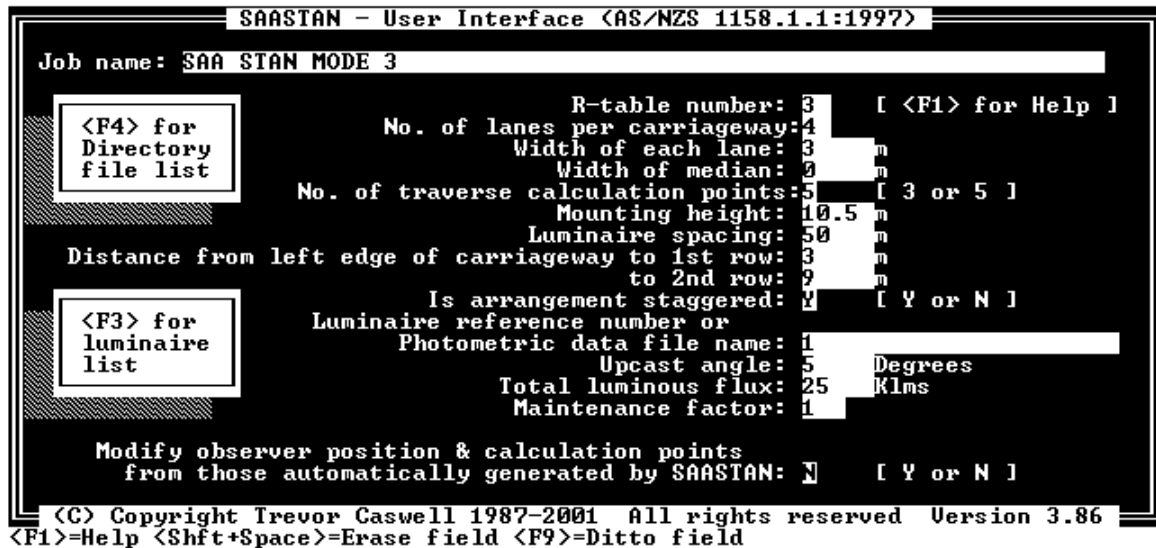 SAASTAN - User Interface (AS/NZS 1158.1.1:1997)
Job name: SAA STAN MODE 3
R-table number: 3 [ <F1> for Help ]
<F4> for
Directory
file list
No. of lanes per carriageway:4
Width of each lane: 3 m
Width of median: 0 m
No. of traverse calculation points:5 [ 3 or 5 ]
Mounting height: 10.5 m
Luminaire spacing: 50 m
Distance from left edge of carriageway to 1st row: 3 m
to 2nd row: 9 m
Is arrangement staggered: Y [ Y or N ]
<F3> for
luminaire
list
Luminaire reference number or
Photometric data file name: 1
Upcast angle: 5 Degrees
Total luminous flux: 25 Klms
Maintenance factor: 1
Modify observer position & calculation points
from those automatically generated by SAASTAN: N [ Y or N ]
(C) Copyright Trevor Caswell 1987-2001 All rights reserved Version 3.86
<F1>=Help <Shft+Space>=Erase field <F9>=Ditto field